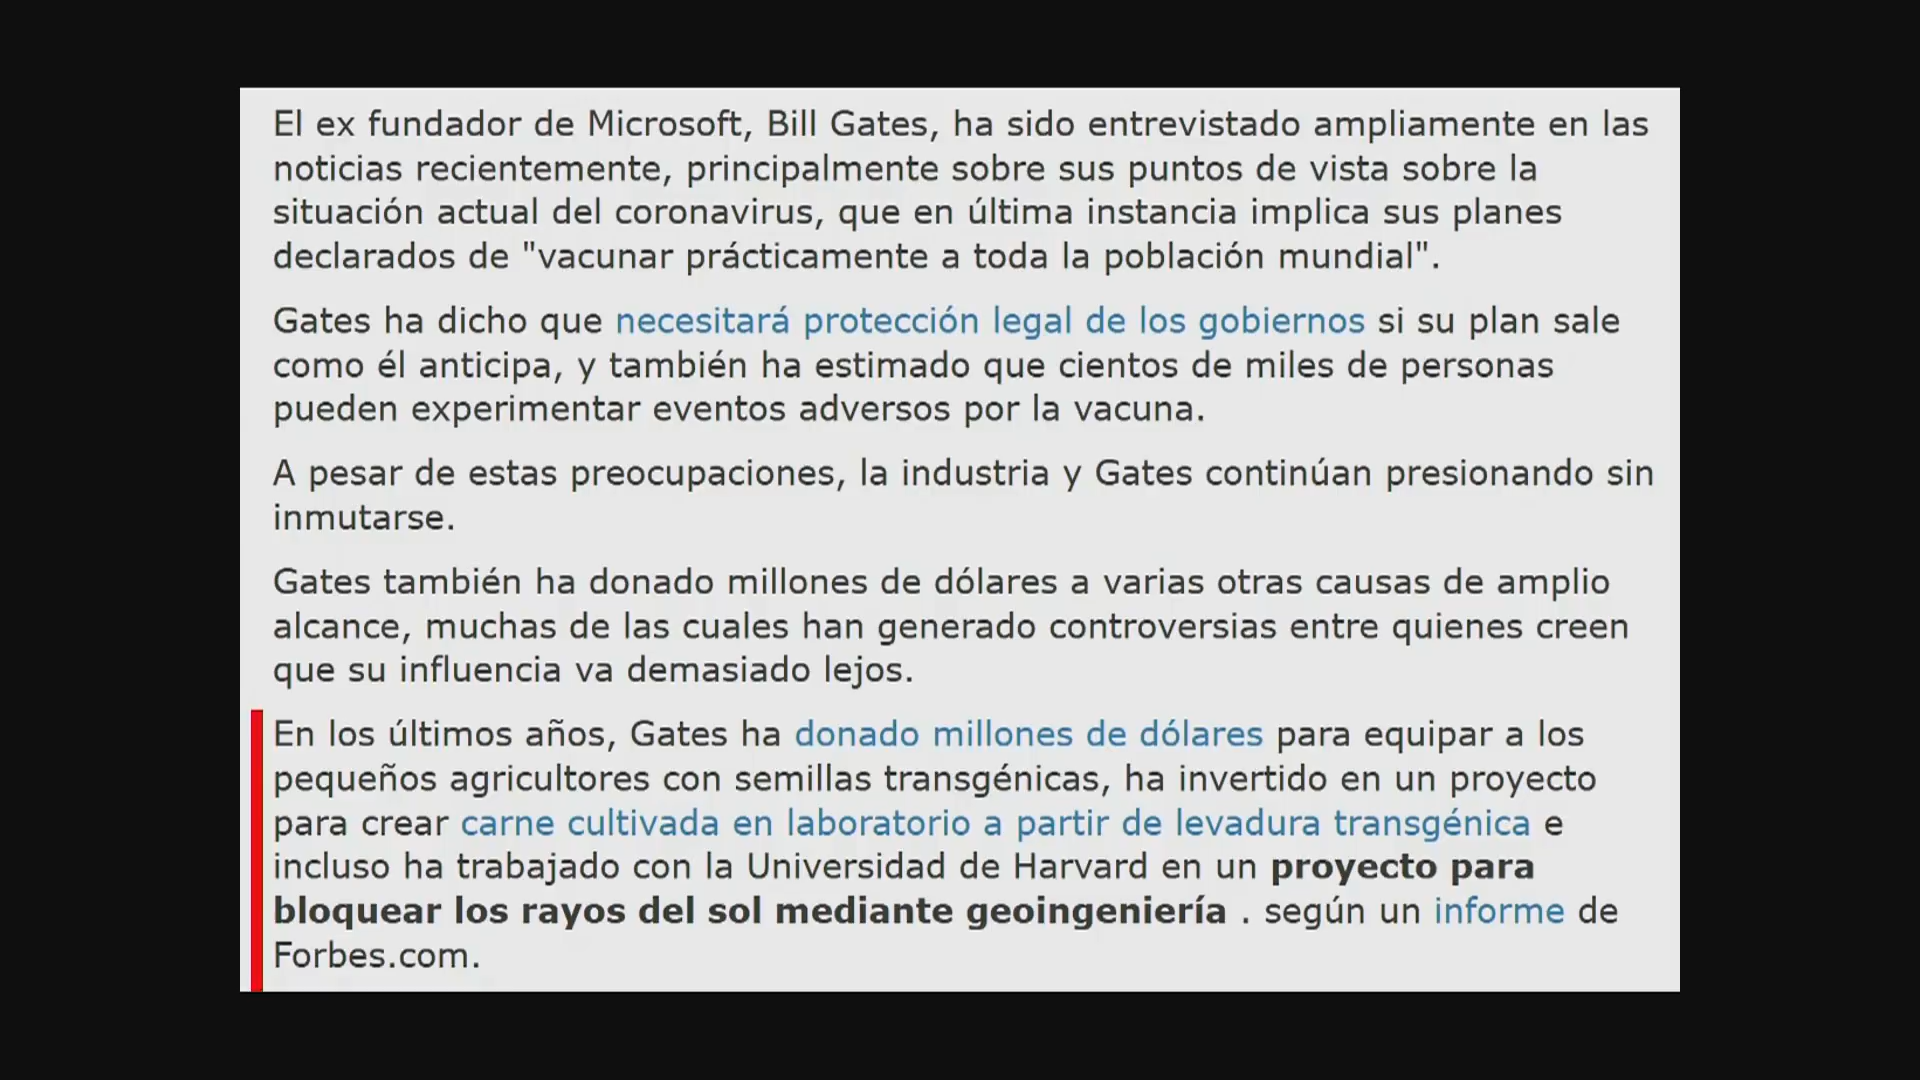 El ex fundador de Microsoft, Bill Gates, ha sido entrevistado ampliamente en las
noticias recientemente, principalmente sobre sus puntos de vista sobre la
situación actual del coronavirus, que en última instancia implica sus planes
declarados de "vacunar prácticamente a toda la población mundial".
Gates ha dicho que necesitará protección legal de los gobiernos si su plan sale
como él anticipa, y también ha estimado que cientos de miles de personas
pueden experimentar eventos adversos por la vacuna.
A pesar de estas preocupaciones, la industria y Gates continúan presionando sin
inmutarse.
Gates también ha donado millones de dólares a varias otras causas de amplio
alcance, muchas de las cuales han generado controversias entre quienes creen
que su influencia va demasiado lejos.
En los últimos años, Gates ha donado millones de dólares para equipar a los
pequeños agricultores con semillas transgénicas, ha invertido en un proyecto
para crear carne cultivada en laboratorio a partir de levadura transgénica e
incluso ha trabajado con la Universidad de Harvard en un proyecto para
bloquear los rayos del sol mediante geoingeniería . según un informe de
Forbes.com.